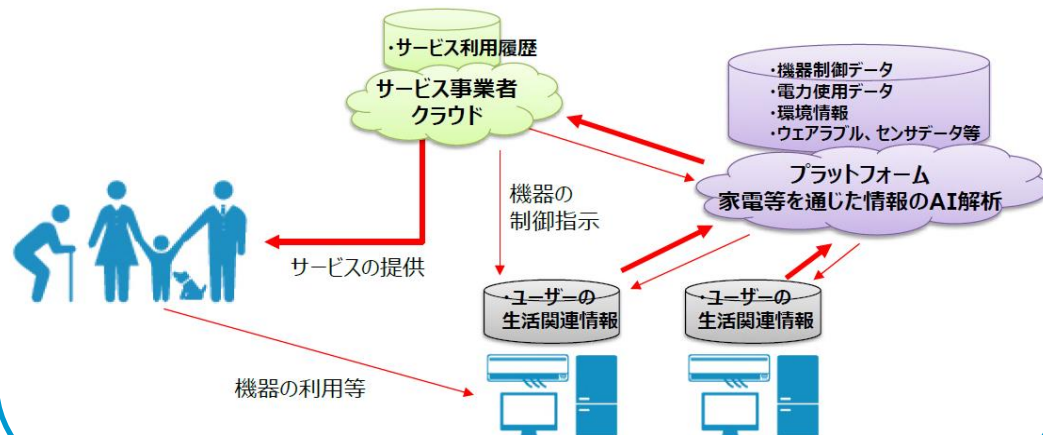 ・サービス利用履歴
サービス事業者
クラウド
・機器制御データ
・電力使用データ
・環境情報
・ウェアラブル、センサデータ等
プラットフォーム
家電等を通じた情報のAI解析
機器の
制御指示
サービスの提供
・ユーザーの
生活関連情報
・ユーザーの
生活関連情報
機器の利用等